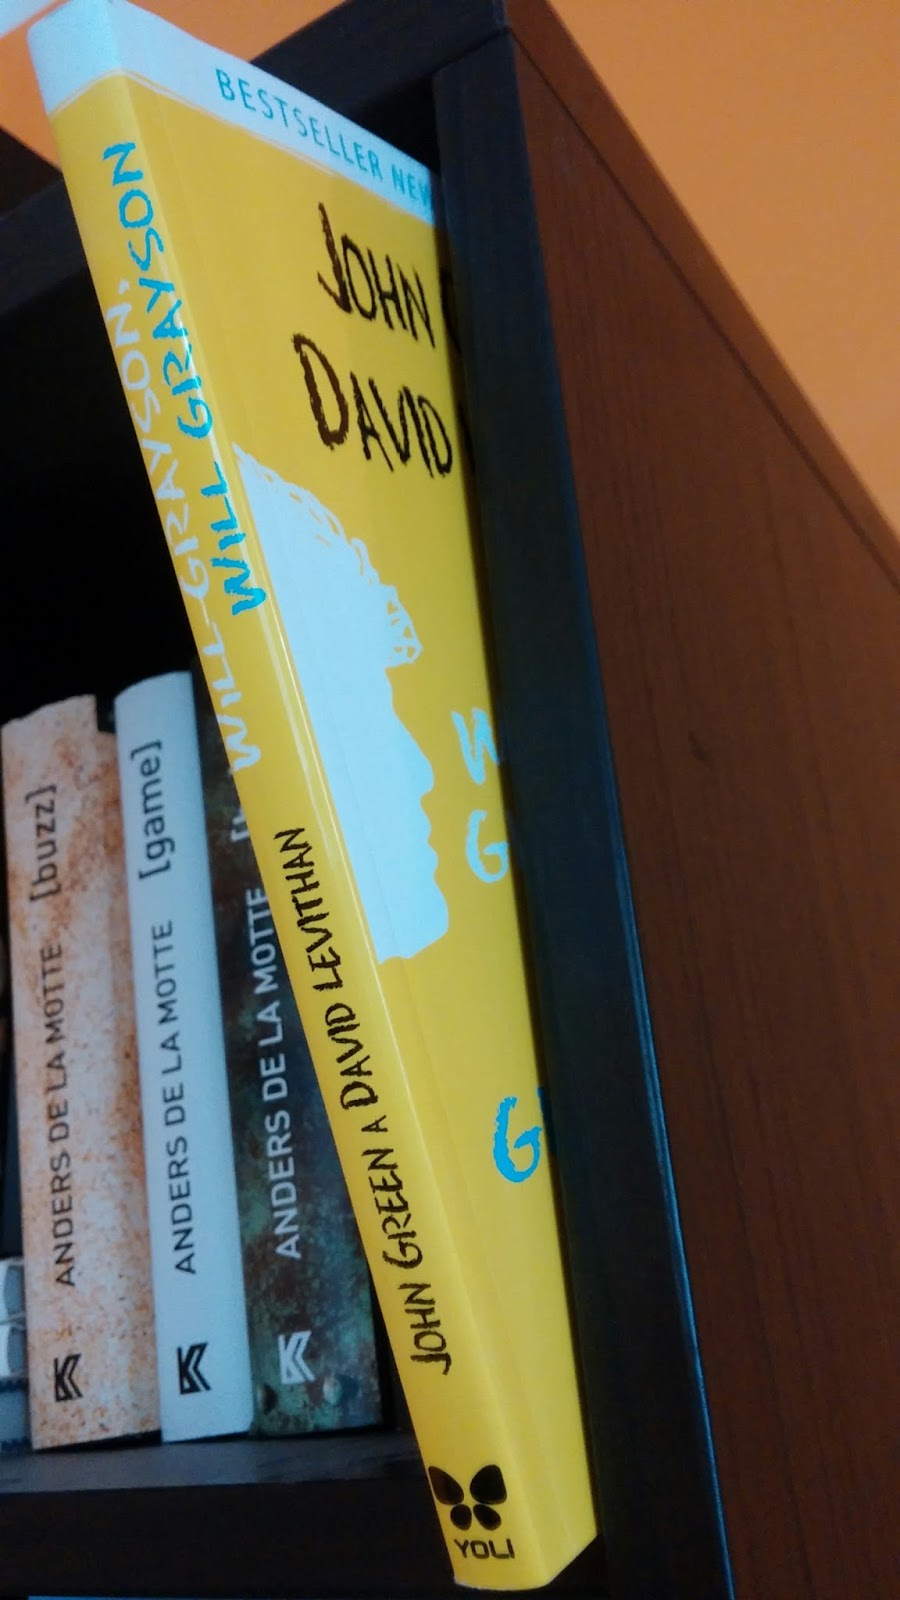 BESTSELLER NEW
JOHN
DAVID
W
G
G
WILL GRAYSON,
WILL GRAYSON
JOHN GREEN A DAVID LEVITHAN
YOLI
ANDERS DE LA MOTTE [buzz]
ANDERS DE LA MOTTE [game]
ANDERS DE LA MOTTE [